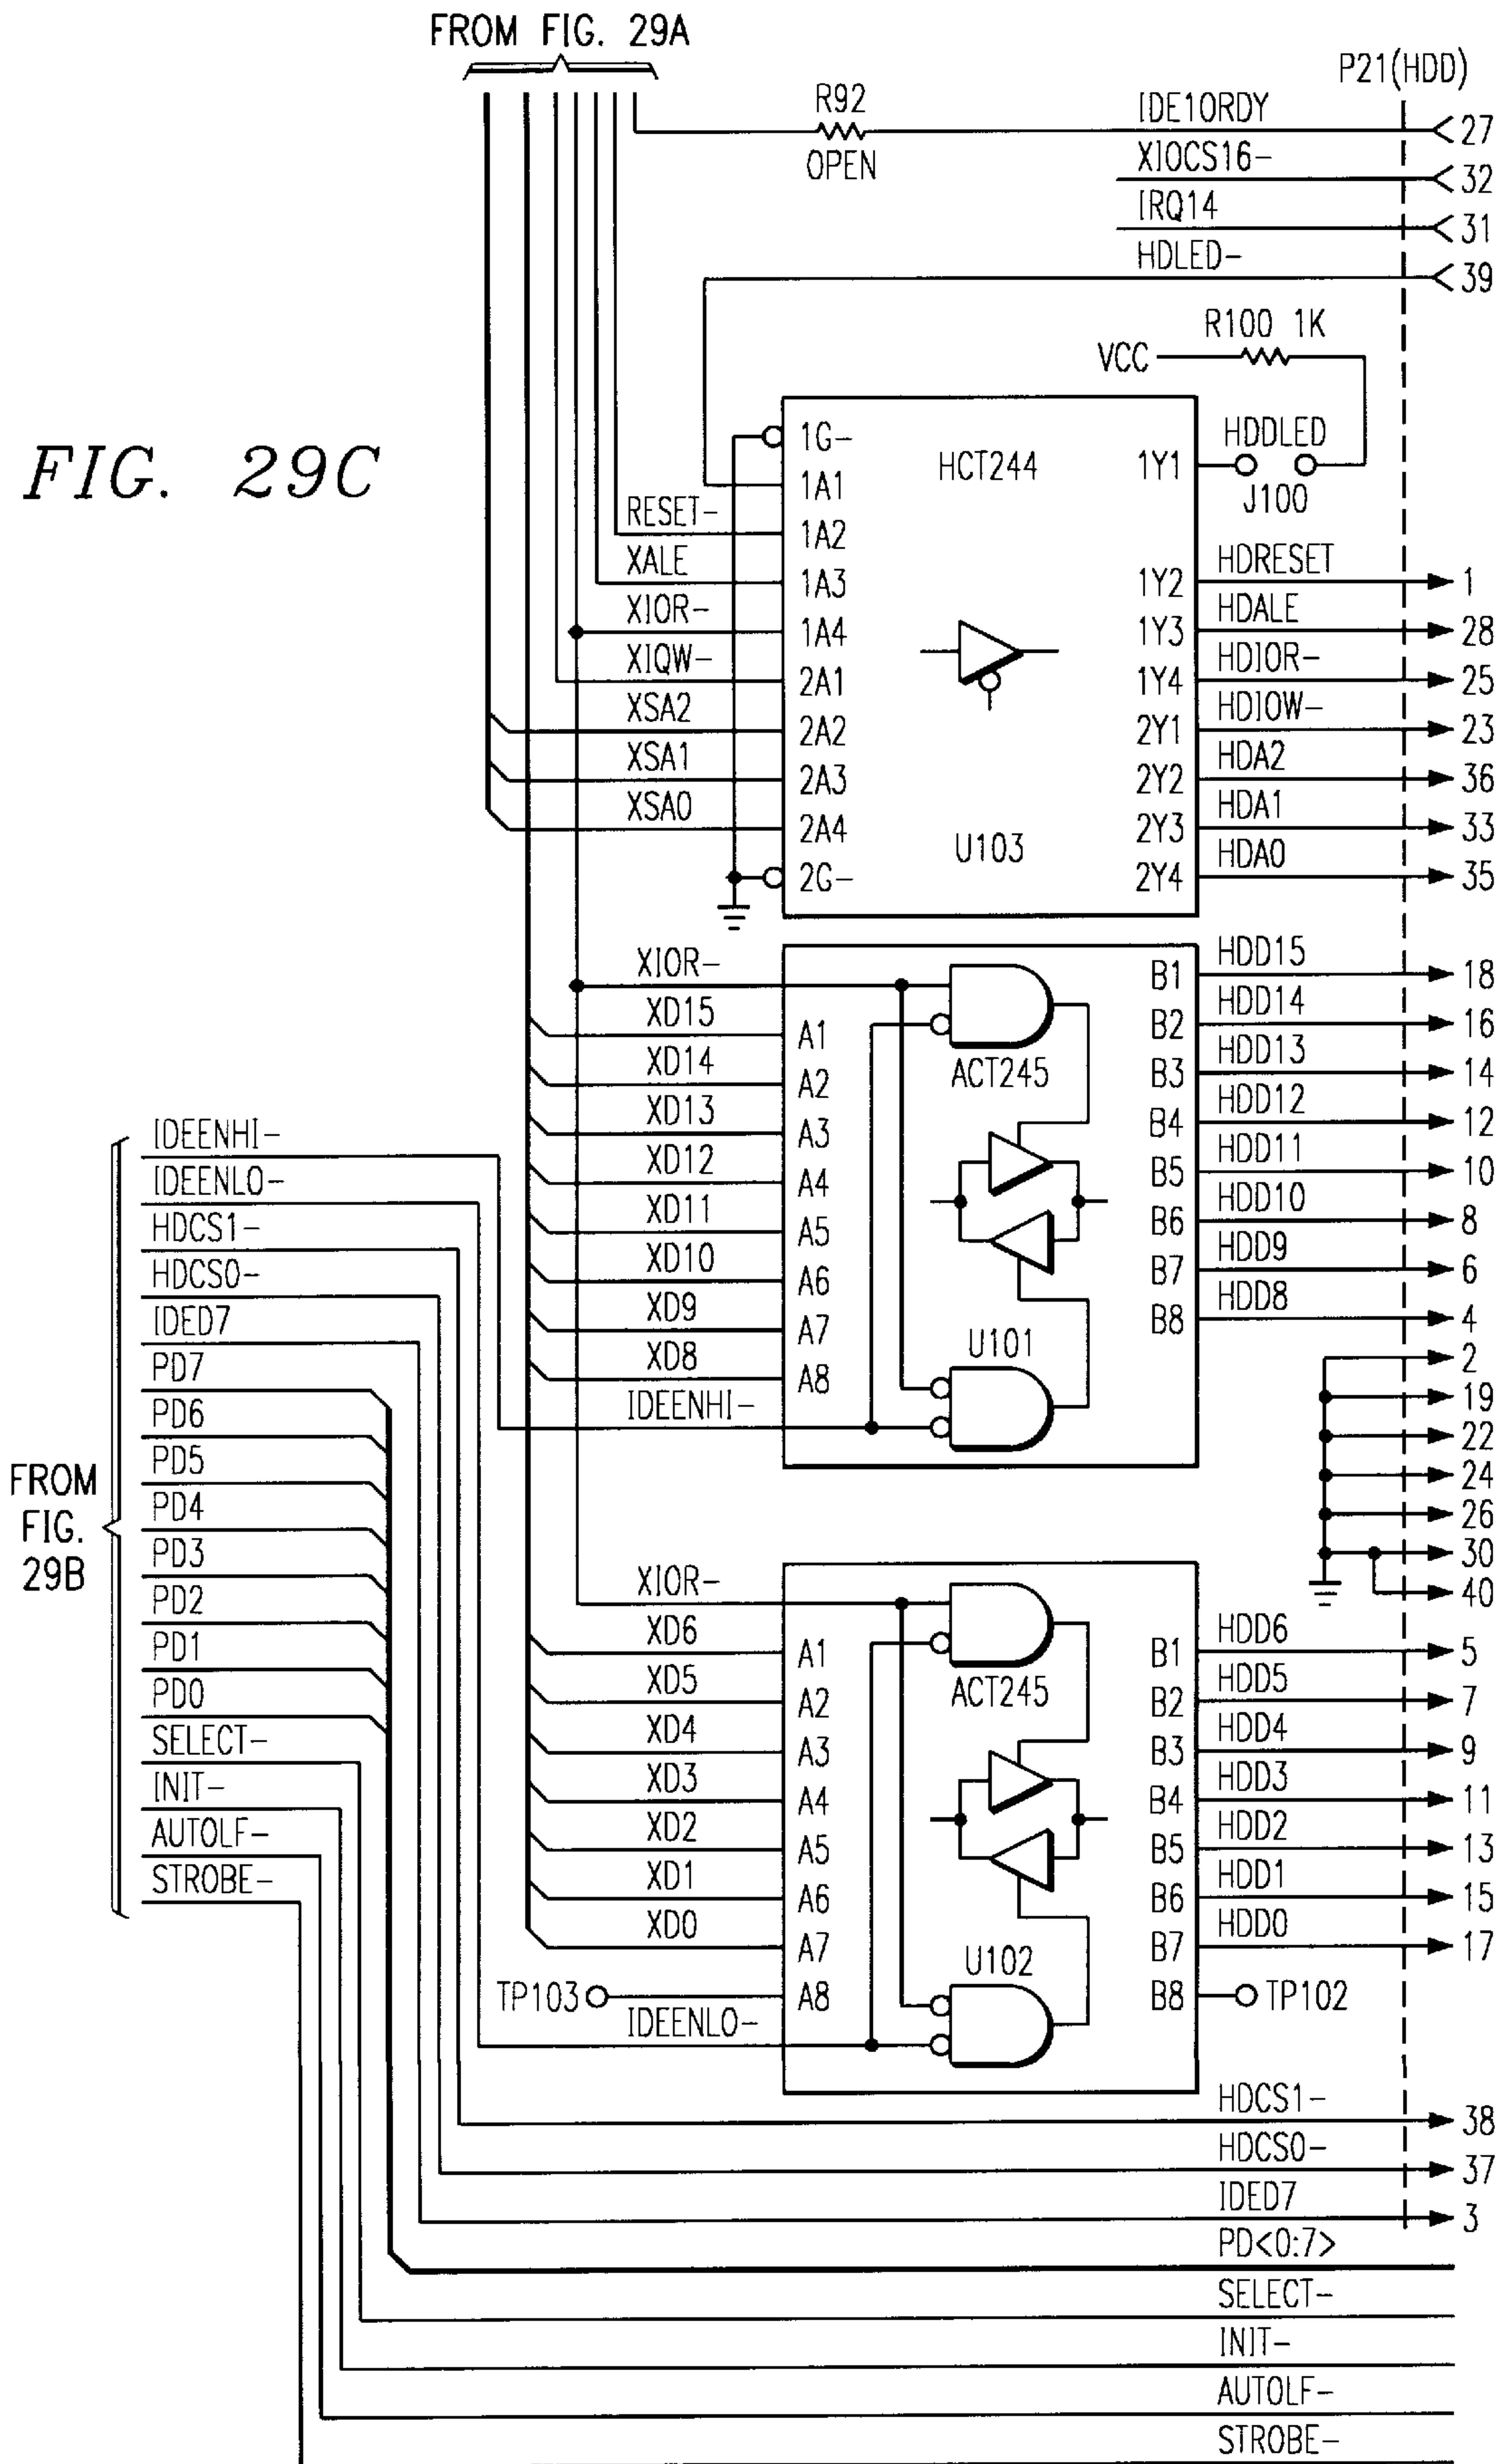 FROM FIG. 29A
P21(HDD)
R92
OPEN
IDE10RDY
27
XIOCS16-
32
IRQ14
31
HDLED-
39
R100 1K
VCC
FIG. 29C
1G-
HCT244
1Y1
HDDLED
J100
1A1
RESET-
1A2
1Y2
HDRESET
1
XALE
1A3
1Y3
HDALE
28
XIOR-
1A4
1Y4
HDIOR-
25
XIQW-
2A1
2Y1
HDIOW-
23
XSA2
2A2
2Y2
HDA2
36
XSA1
2A3
2Y3
HDA1
33
XSA0
2A4
U103
2Y4
HDA0
35
2G-
XIOR-
B1
HDD15
18
XD15
A1
B2
HDD14
16
XD14
A2
ACT245
B3
HDD13
14
XD13
A3
B4
HDD12
12
XD12
A4
B5
HDD11
10
XD11
A5
B6
HDD10
8
XD10
A6
B7
HDD9
6
XD9
A7
U101
B8
HDD8
4
XD8
A8
IDEENHI-
2
19
22
24
26
30
40
FROM
FIG.
29B
IDEENHI-
IDEENLO-
HDCS1-
HDCS0-
IDED7
PD7
PD6
PD5
PD4
PD3
PD2
PD1
PD0
SELECT-
INIT-
AUTOLF-
STROBE-
XIOR-
XD6
A1
B1
HDD6
5
XD5
A2
ACT245
B2
HDD5
7
XD4
A3
B3
HDD4
9
XD3
A4
B4
HDD3
11
XD2
A5
B5
HDD2
13
XD1
A6
B6
HDD1
15
XD0
A7
U102
B7
HDD0
17
TP103
A8
B8
TP102
IDEENLO-
HDCS1-
38
HDCS0-
37
IDED7
3
PD<0:7>
SELECT-
INIT-
AUTOLF-
STROBE-